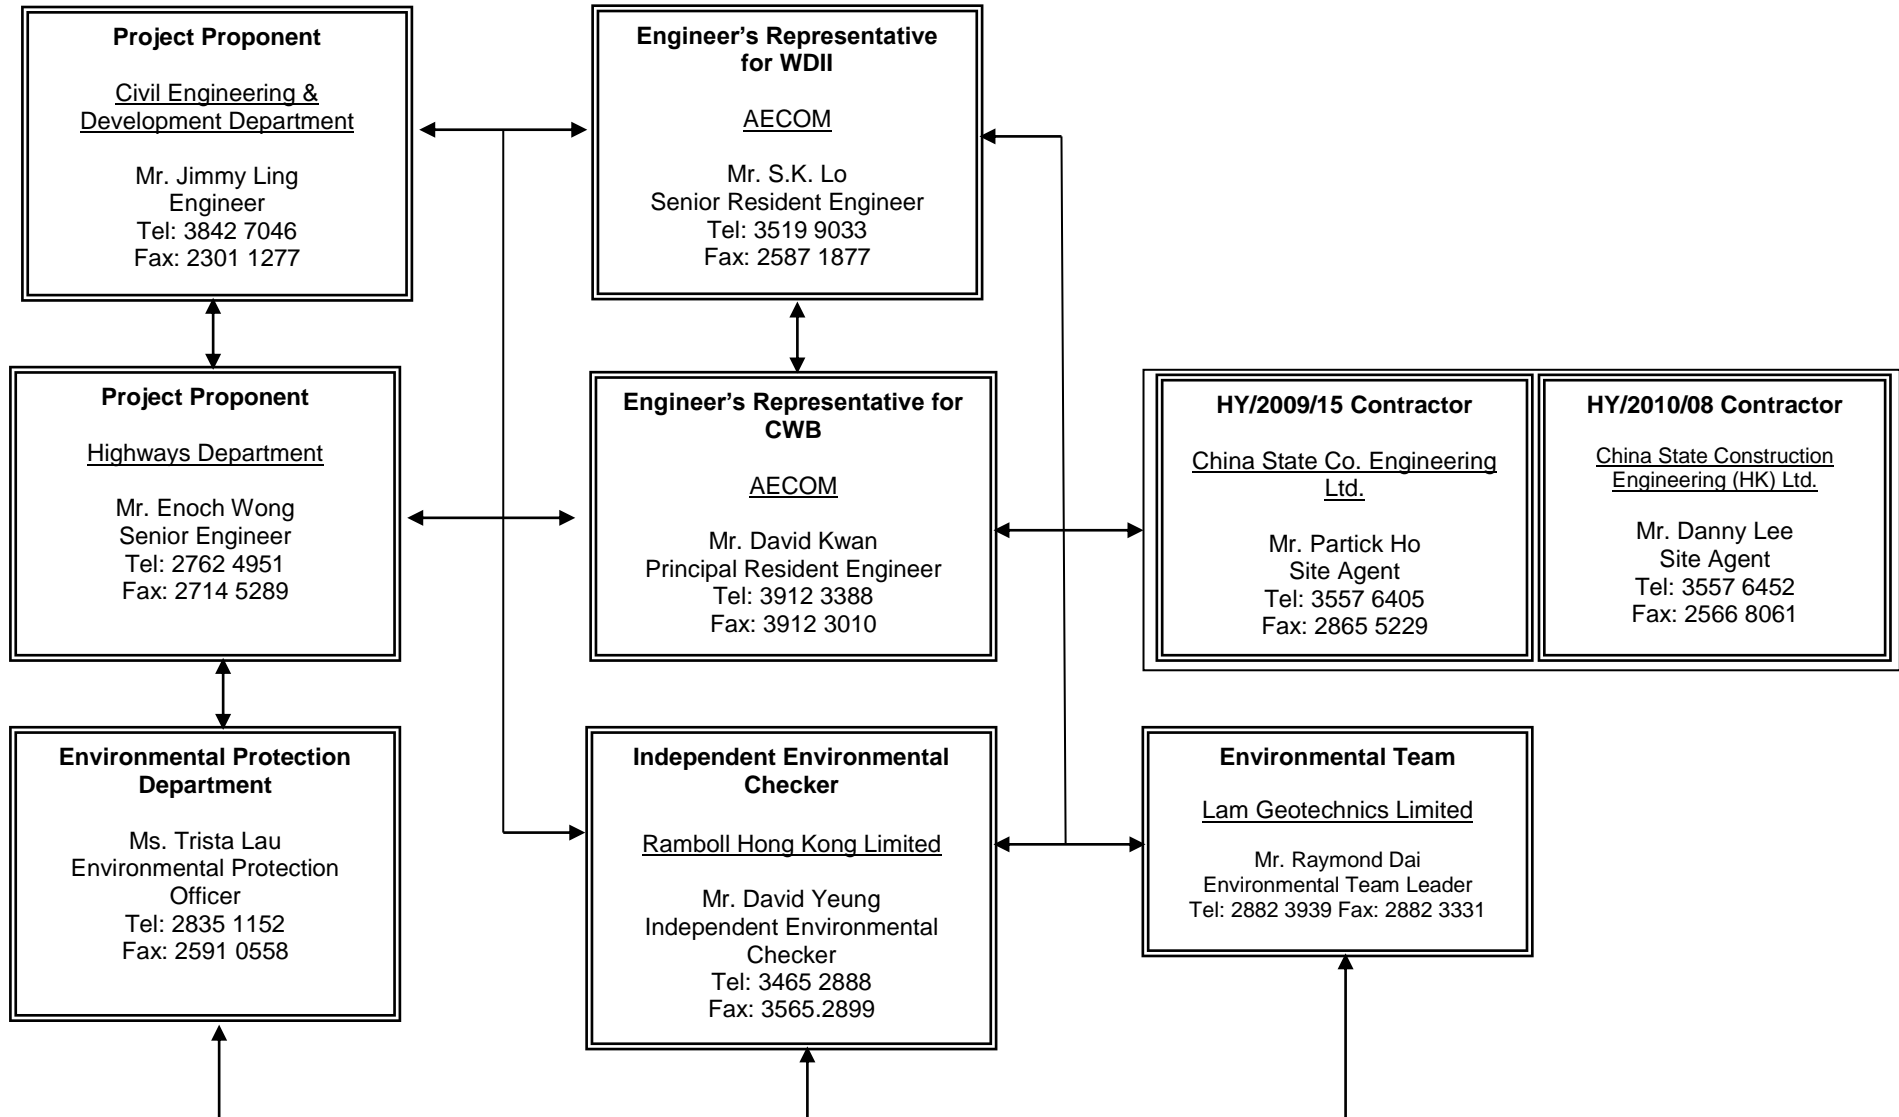 Project Proponent
Civil Engineering &
Development Department
Mr. Jimmy Ling
Engineer
Tel: 3842 7046
Fax: 2301 1277
Engineer’s Representative
for WDII
AECOM
Mr. S.K. Lo
Senior Resident Engineer
Tel: 3519 9033
Fax: 2587 1877
Project Proponent
Highways Department
Mr. Enoch Wong
Senior Engineer
Tel: 2762 4951
Fax: 2714 5289
Engineer’s Representative for
CWB
AECOM
Mr. David Kwan
Principal Resident Engineer
Tel: 3912 3388
Fax: 3912 3010
HY/2009/15 Contractor
China State Co. Engineering
Ltd.
Mr. Partick Ho
Site Agent
Tel: 3557 6405
Fax: 2865 5229
HY/2010/08 Contractor
China State Construction
Engineering (HK) Ltd.
Mr. Danny Lee
Site Agent
Tel: 3557 6452
Fax: 2566 8061
Environmental Protection
Department
Ms. Trista Lau
Environmental Protection
Officer
Tel: 2835 1152
Fax: 2591 0558
Independent Environmental
Checker
Ramboll Hong Kong Limited
Mr. David Yeung
Independent Environmental
Checker
Tel: 3465 2888
Fax: 3565.2899
Environmental Team
Lam Geotechnics Limited
Mr. Raymond Dai
Environmental Team Leader
Tel: 2882 3939 Fax: 2882 3331